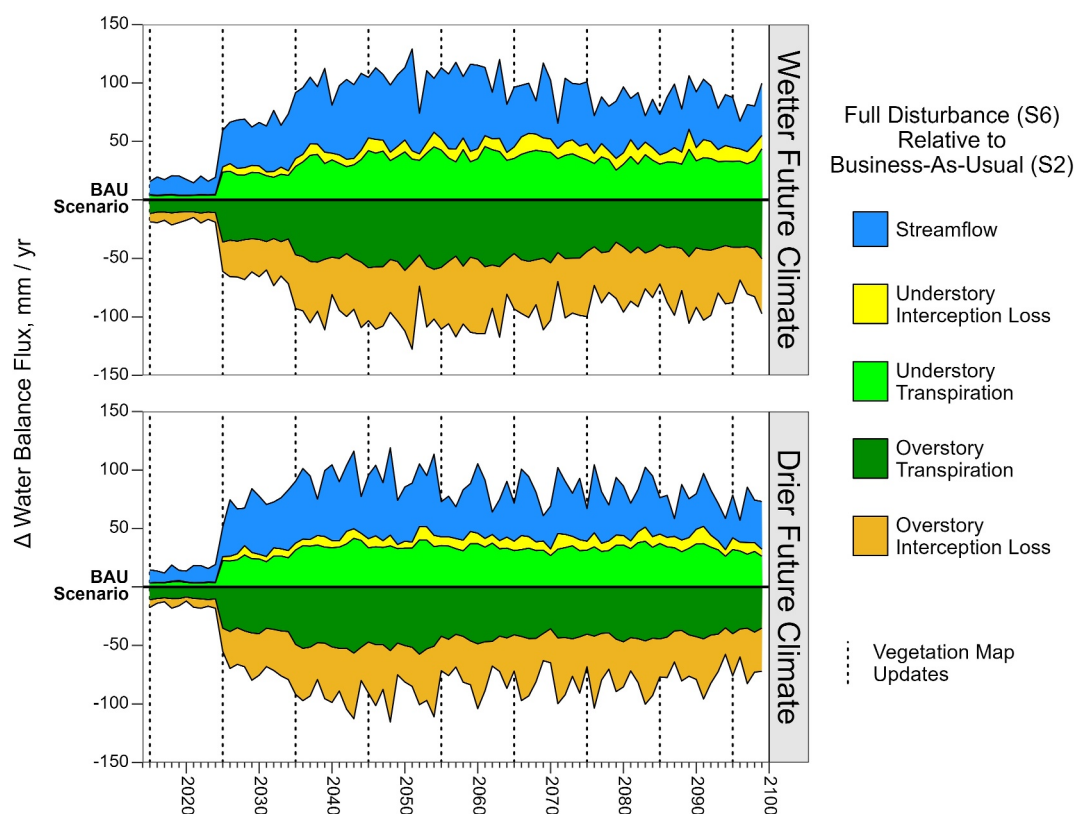 150
100
50
BAU
Scenario
-50
-100
-150
Wetter Future Climate
150
100
50
BAU
Scenario
-50
-100
-150
Drier Future Climate
Δ Water Balance Flux, mm / yr
2020
2030
2040
2050
2060
2070
2080
2090
2100
Full Disturbance (S6)
Relative to
Business-As-Usual (S2)
Streamflow
Understory
Interception Loss
Understory
Transpiration
Overstory
Transpiration
Overstory
Interception Loss
Vegetation Map
Updates